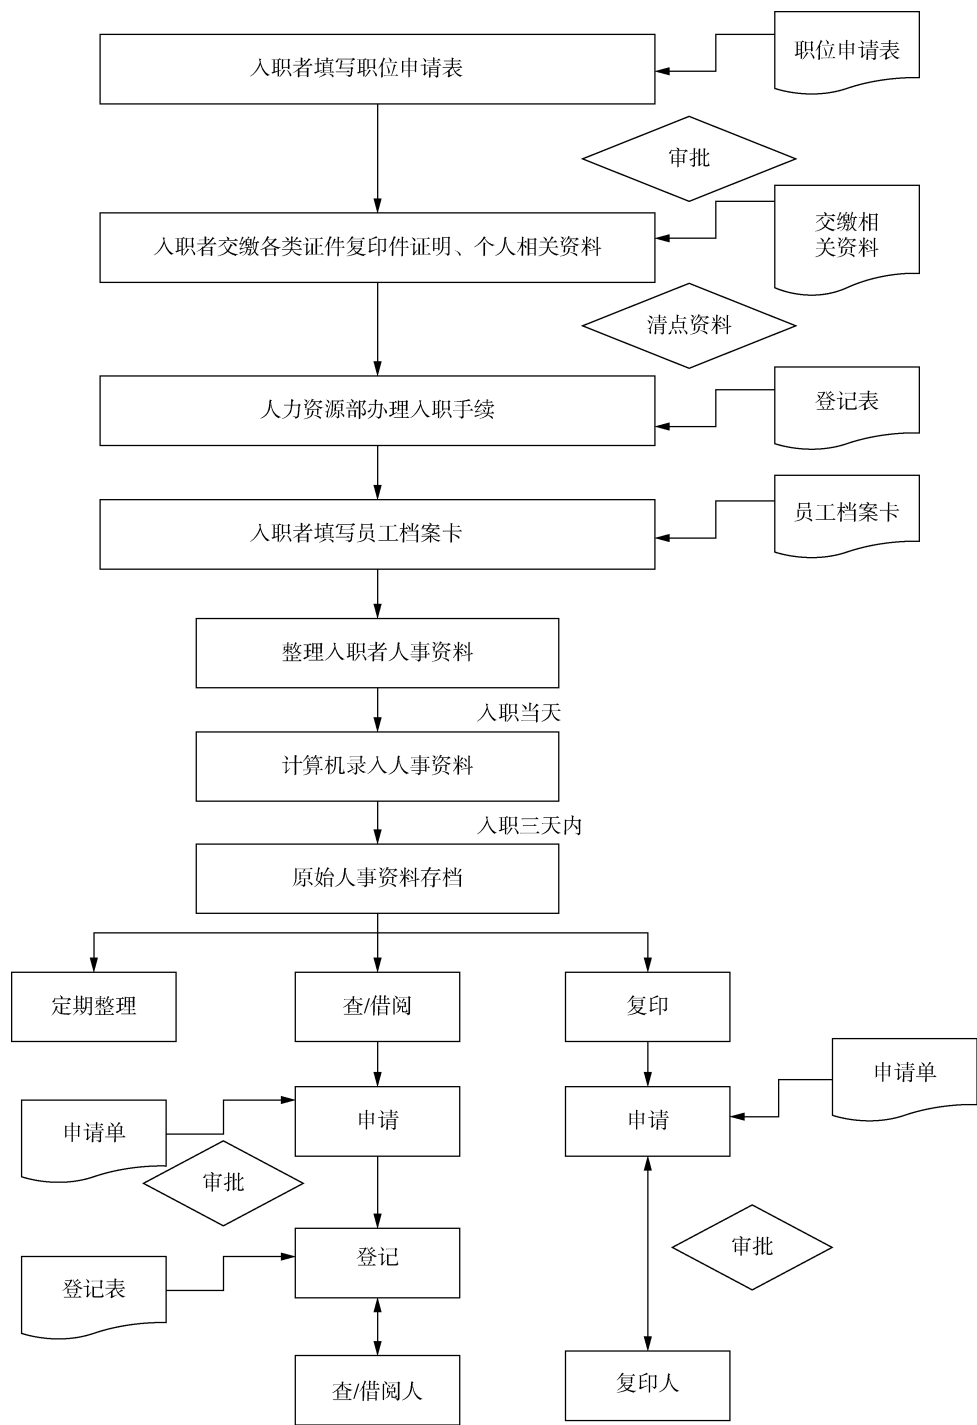 职位申请表
入职者填写职位申请表
审批
交缴相
关资料
入职者交缴各类证件复印件证明、个人相关资料
清点资料
登记表
人力资源部办理入职手续
员工档案卡
入职者填写员工档案卡
整理入职者人事资料
入职当天
计算机录入人事资料
入职三天内
原始人事资料存档
定期整理
查/借阅
复印
申请单
申请
申请
申请单
审批
审批
登记
登记表
查/借阅人
复印人